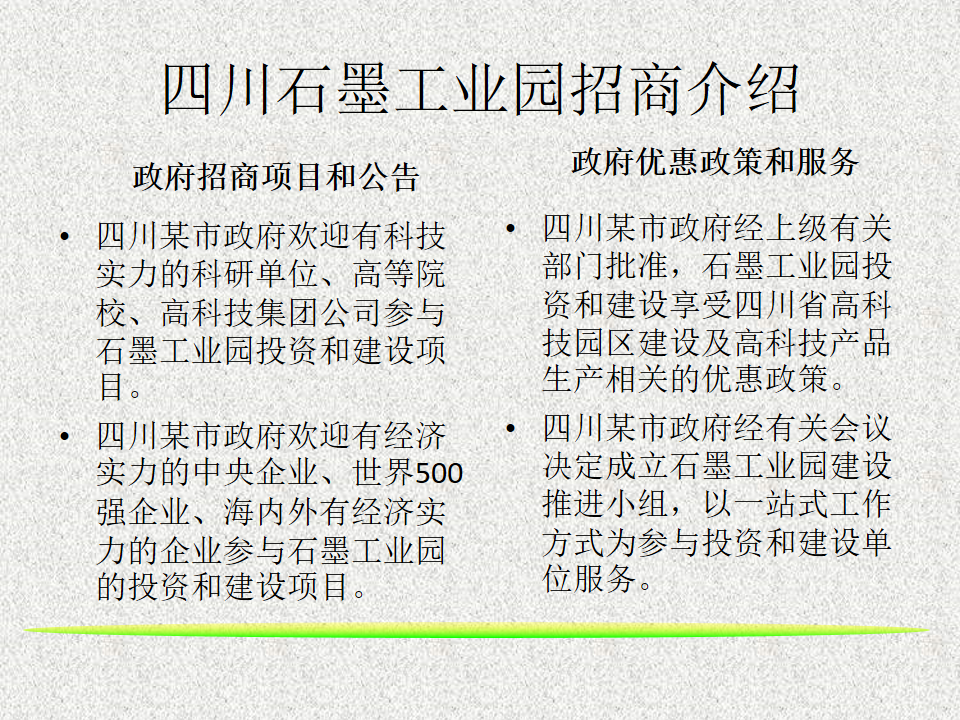 四川石墨工业园招商介绍
政府招商项目和公告
• 四川某市政府欢迎有科技
实力的科研单位、高等院
校、高科技集团公司参与
石墨工业园投资和建设项
目。
• 四川某市政府欢迎有经济
实力的中央企业、世界500
强企业、海内外有经济实
力的企业参与石墨工业园
的投资和建设项目。
政府优惠政策和服务
• 四川某市政府经上级有关
部门批准，石墨工业园投
资和建设享受四川省高科
技园区建设及高科技产品
生产相关的优惠政策。
• 四川某市政府经有关会议
决定成立石墨工业园建设
推进小组，以一站式工作
方式为参与投资和建设单
位服务。